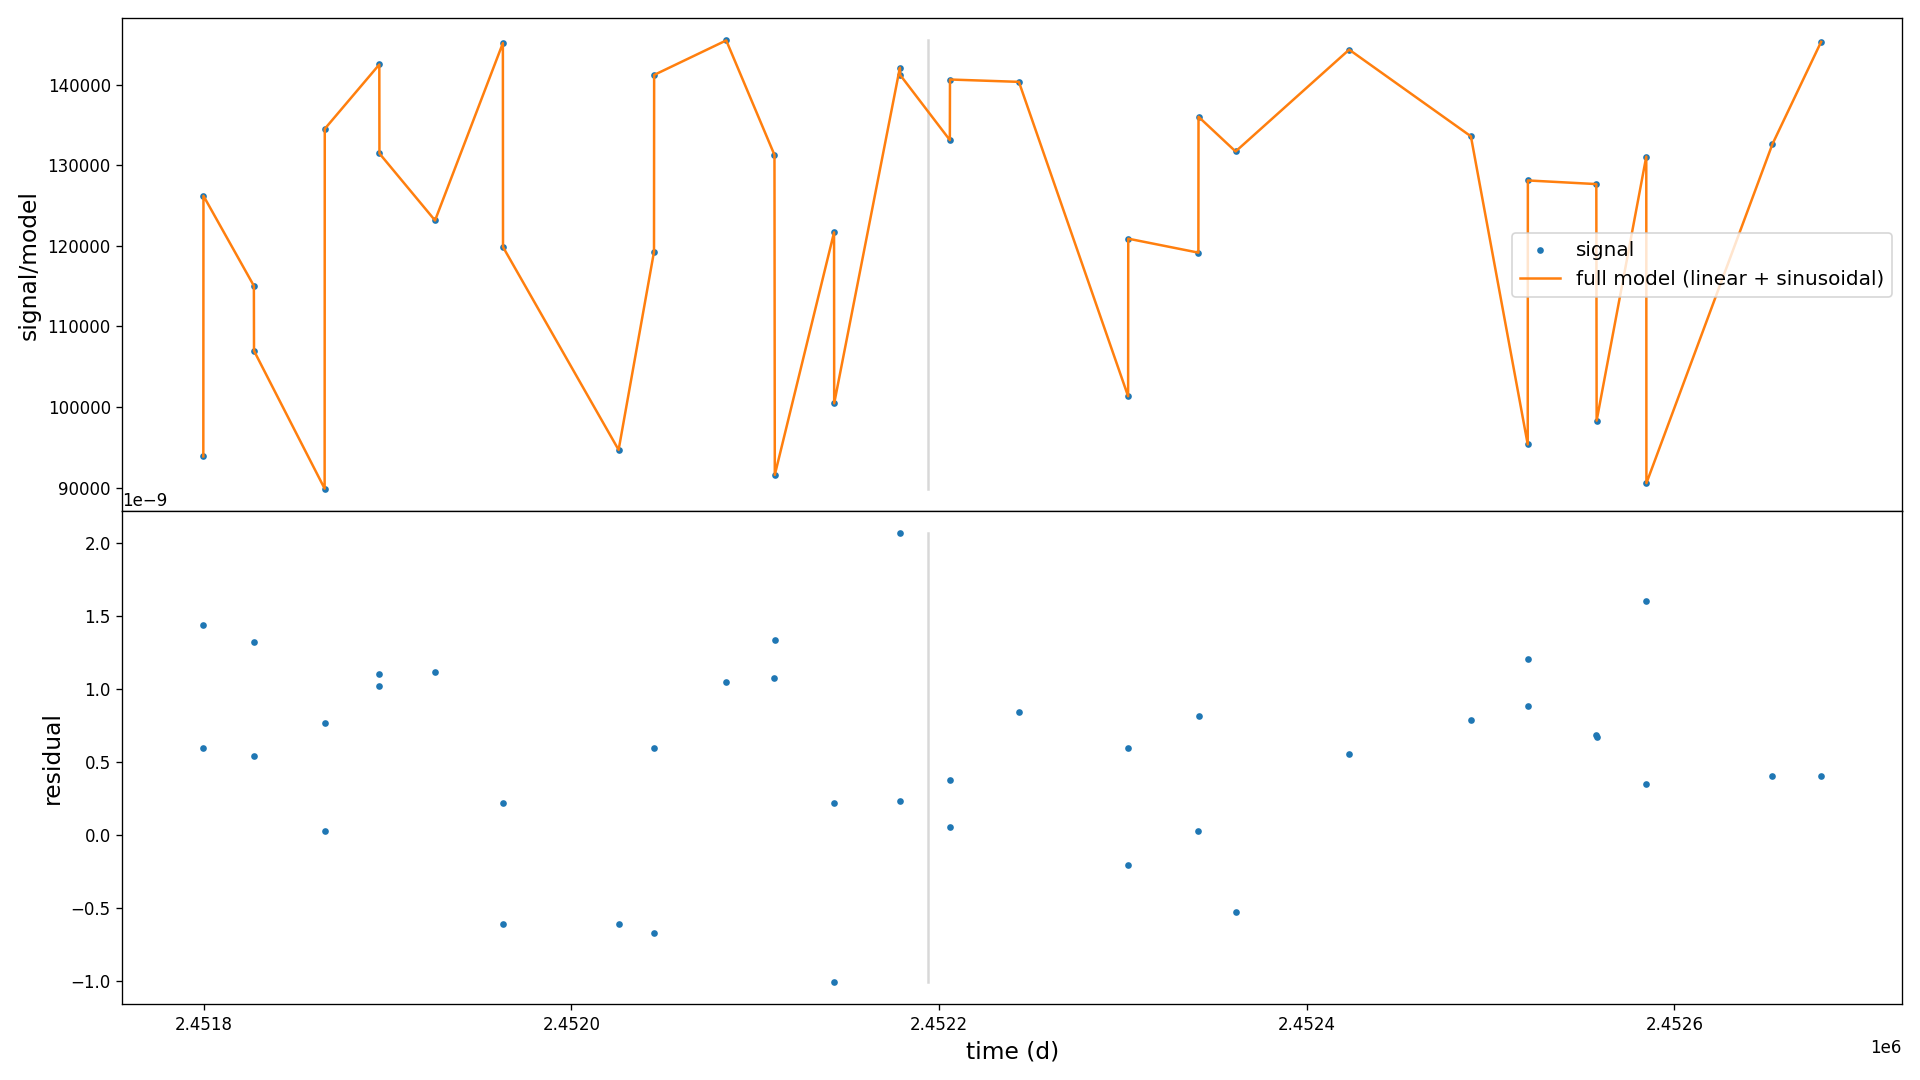 signal/model
140000
130000
120000
110000
100000
90000
signal
full model (linear + sinusoidal)
1e−9
residual
2.0
1.5
1.0
0.5
0.0
−0.5
−1.0
2.4518 2.4520 2.4522 2.4524 2.4526
1e6
time (d)